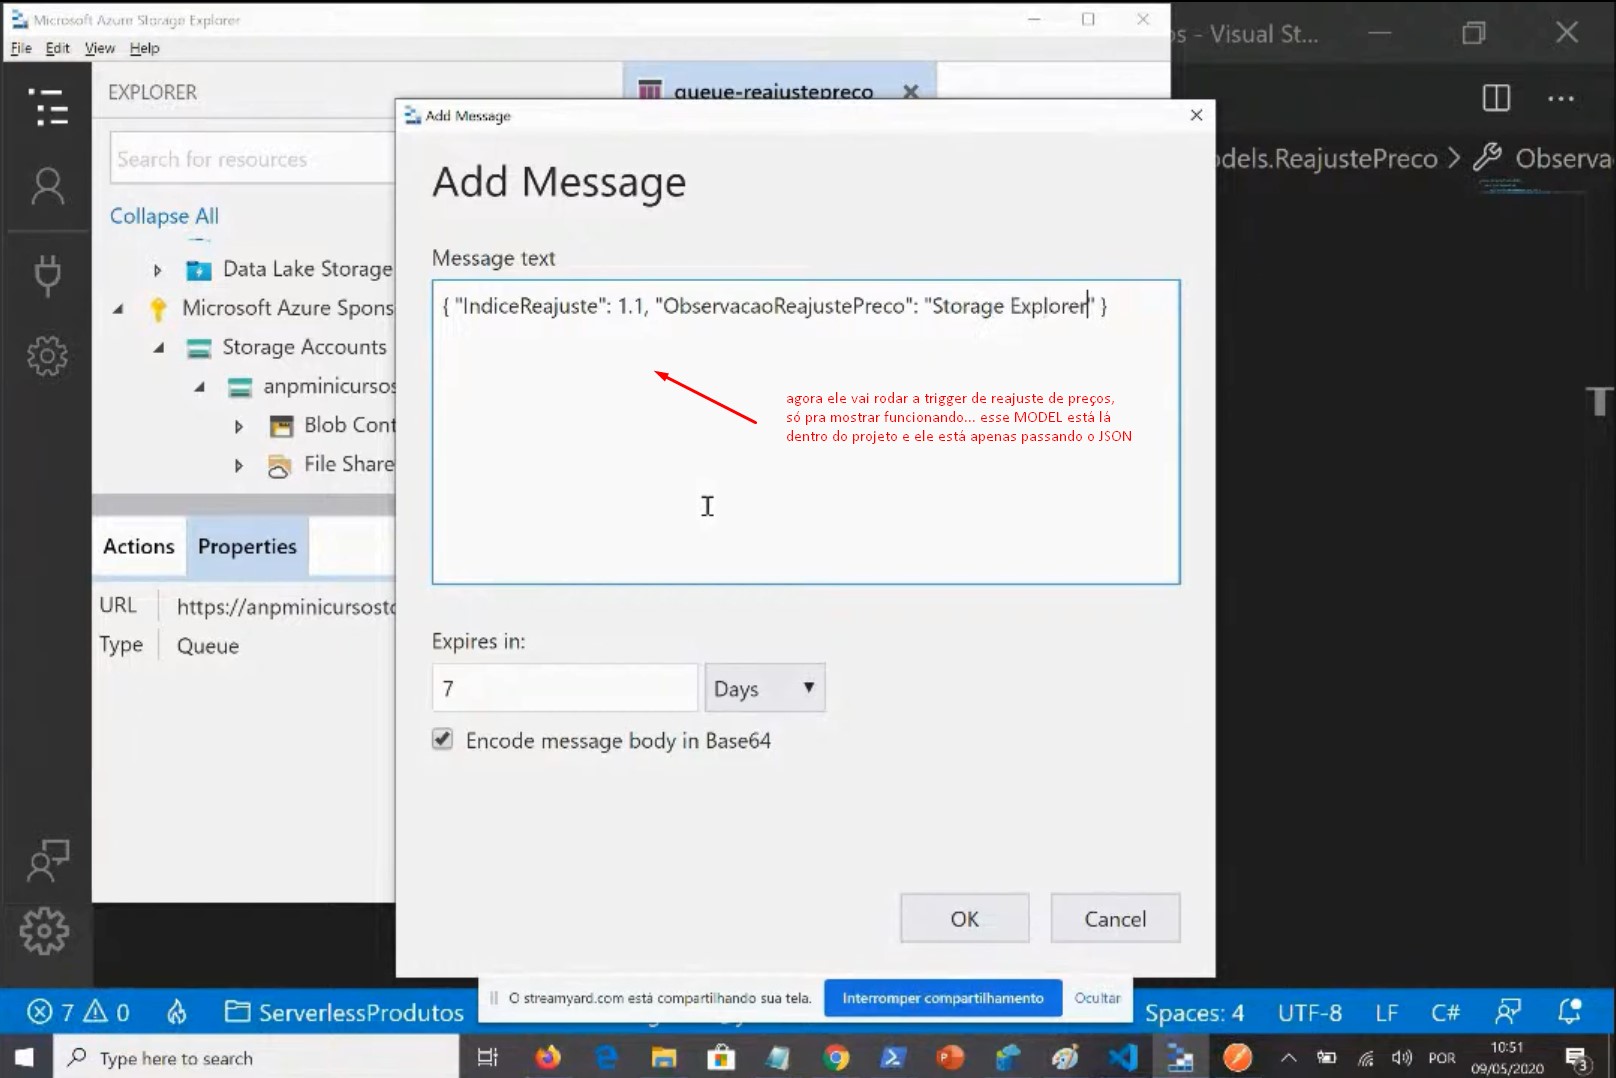 Microsoft Azure Storage Explorer
File Edit View Help
os - Visual St...
EXPLORER
queue-reajustepreco
Search for resources
Collapse All
Data Lake Storage
Microsoft Azure Spons
Storage Accounts
anpminicursos
Blob Cont
File Share
Actions Properties
URL https://anpminicursosto
Type Queue
dels.ReajustePreco > Observa
Add Message
Add Message
Message text
{ "IndiceReajuste": 1.1, "ObservacaoReajustePreco": "Storage Explorer" }
agora ele vai rodar a trigger de reajuste de preços,
só pra mostrar funcionando... esse MODEL está lá
dentro do projeto e ele está apenas passando o JSON
Expires in:
7 Days
Encode message body in Base64
OK Cancel
O streamyard.com está compartilhando sua tela. Interromper compartilhamento Ocultar
7 0 ServerlessProdutos Spaces: 4 UTF-8 LF C#
Type here to search
POR
10:51
09/05/2020
3